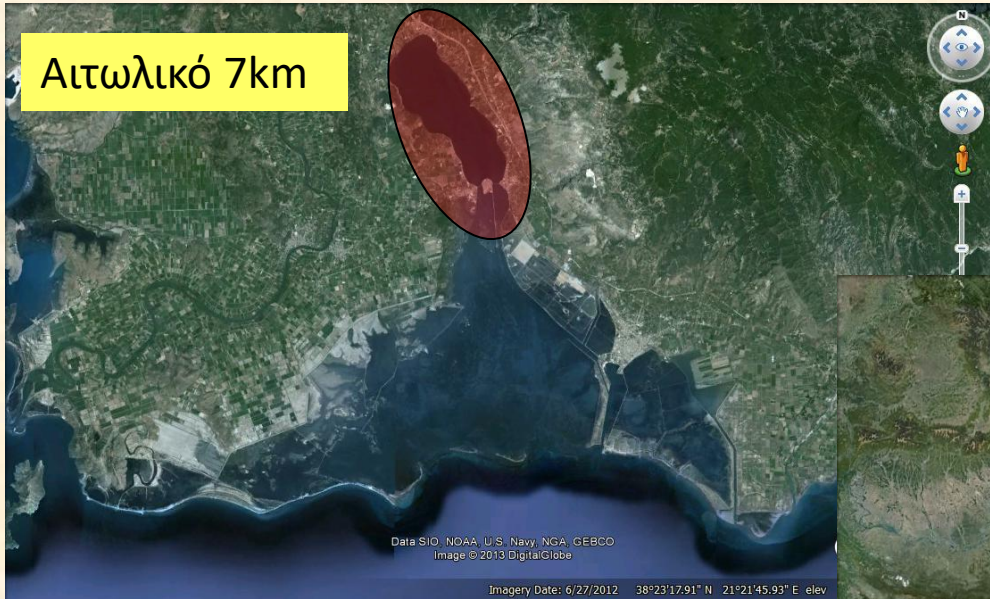 Αιτωλικό 7km
N
Data SIO, NOAA, U.S. Navy, NGA, GEBCO
Image © 2013 DigitalGlobe
Imagery Date: 6/27/2012 38°23'17.91" N 21°21'45.93" E elev